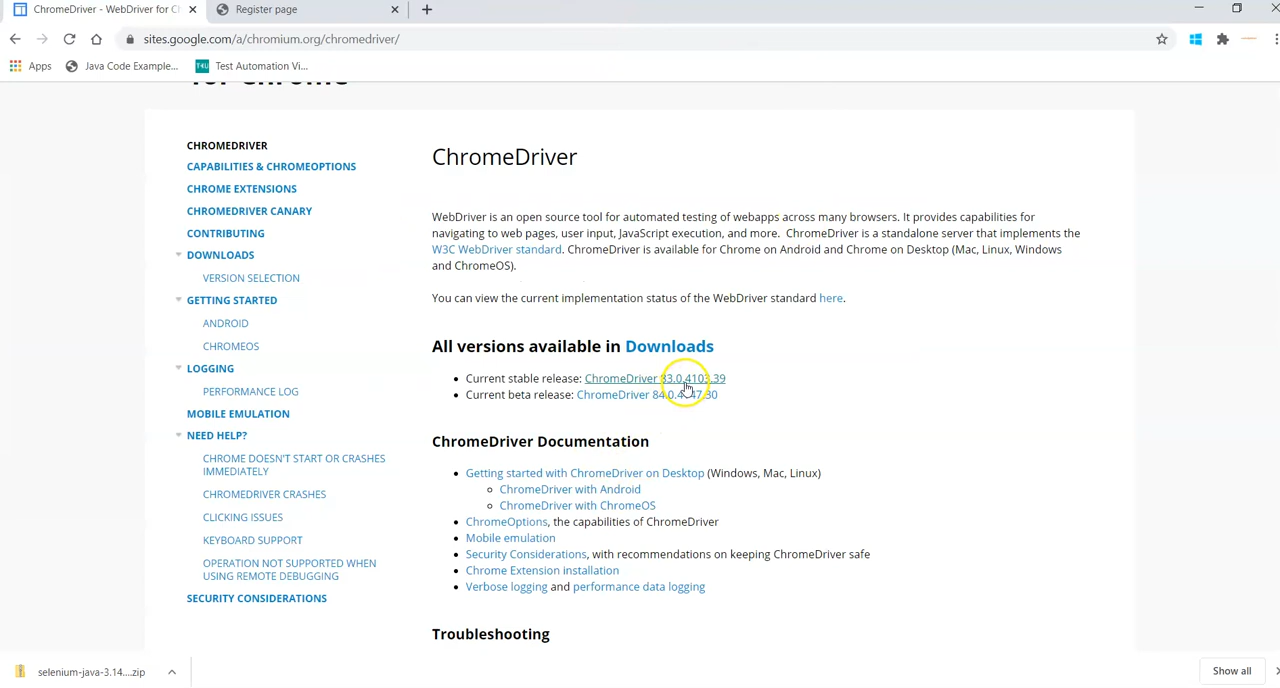 ChromeDriver - WebDriver for Ch
Register page
sites.google.com/a/chromium.org/chromedriver/
Apps
Java Code Example...
Test Automation Vi...
for Chrome
CHROMEDRIVER
CAPABILITIES & CHROMEOPTIONS
CHROME EXTENSIONS
CHROMEDRIVER CANARY
CONTRIBUTING
DOWNLOADS
VERSION SELECTION
GETTING STARTED
ANDROID
CHROMEOS
LOGGING
PERFORMANCE LOG
MOBILE EMULATION
NEED HELP?
CHROME DOESN'T START OR CRASHES
IMMEDIATELY
CHROMEDRIVER CRASHES
CLICKING ISSUES
KEYBOARD SUPPORT
OPERATION NOT SUPPORTED WHEN
USING REMOTE DEBUGGING
SECURITY CONSIDERATIONS
ChromeDriver
WebDriver is an open source tool for automated testing of webapps across many browsers. It provides capabilities for
navigating to web pages, user input, JavaScript execution, and more. ChromeDriver is a standalone server that implements the
W3C WebDriver standard. ChromeDriver is available for Chrome on Android and Chrome on Desktop (Mac, Linux, Windows
and ChromeOS).
You can view the current implementation status of the WebDriver standard here.
All versions available in Downloads
Current stable release: ChromeDriver 83.0.4103.39
Current beta release: ChromeDriver 84.0.4147.30
ChromeDriver Documentation
Getting started with ChromeDriver on Desktop (Windows, Mac, Linux)
ChromeDriver with Android
ChromeDriver with ChromeOS
ChromeOptions, the capabilities of ChromeDriver
Mobile emulation
Security Considerations, with recommendations on keeping ChromeDriver safe
Chrome Extension installation
Verbose logging and performance data logging
Troubleshooting
selenium-java-3.14....zip
Show all